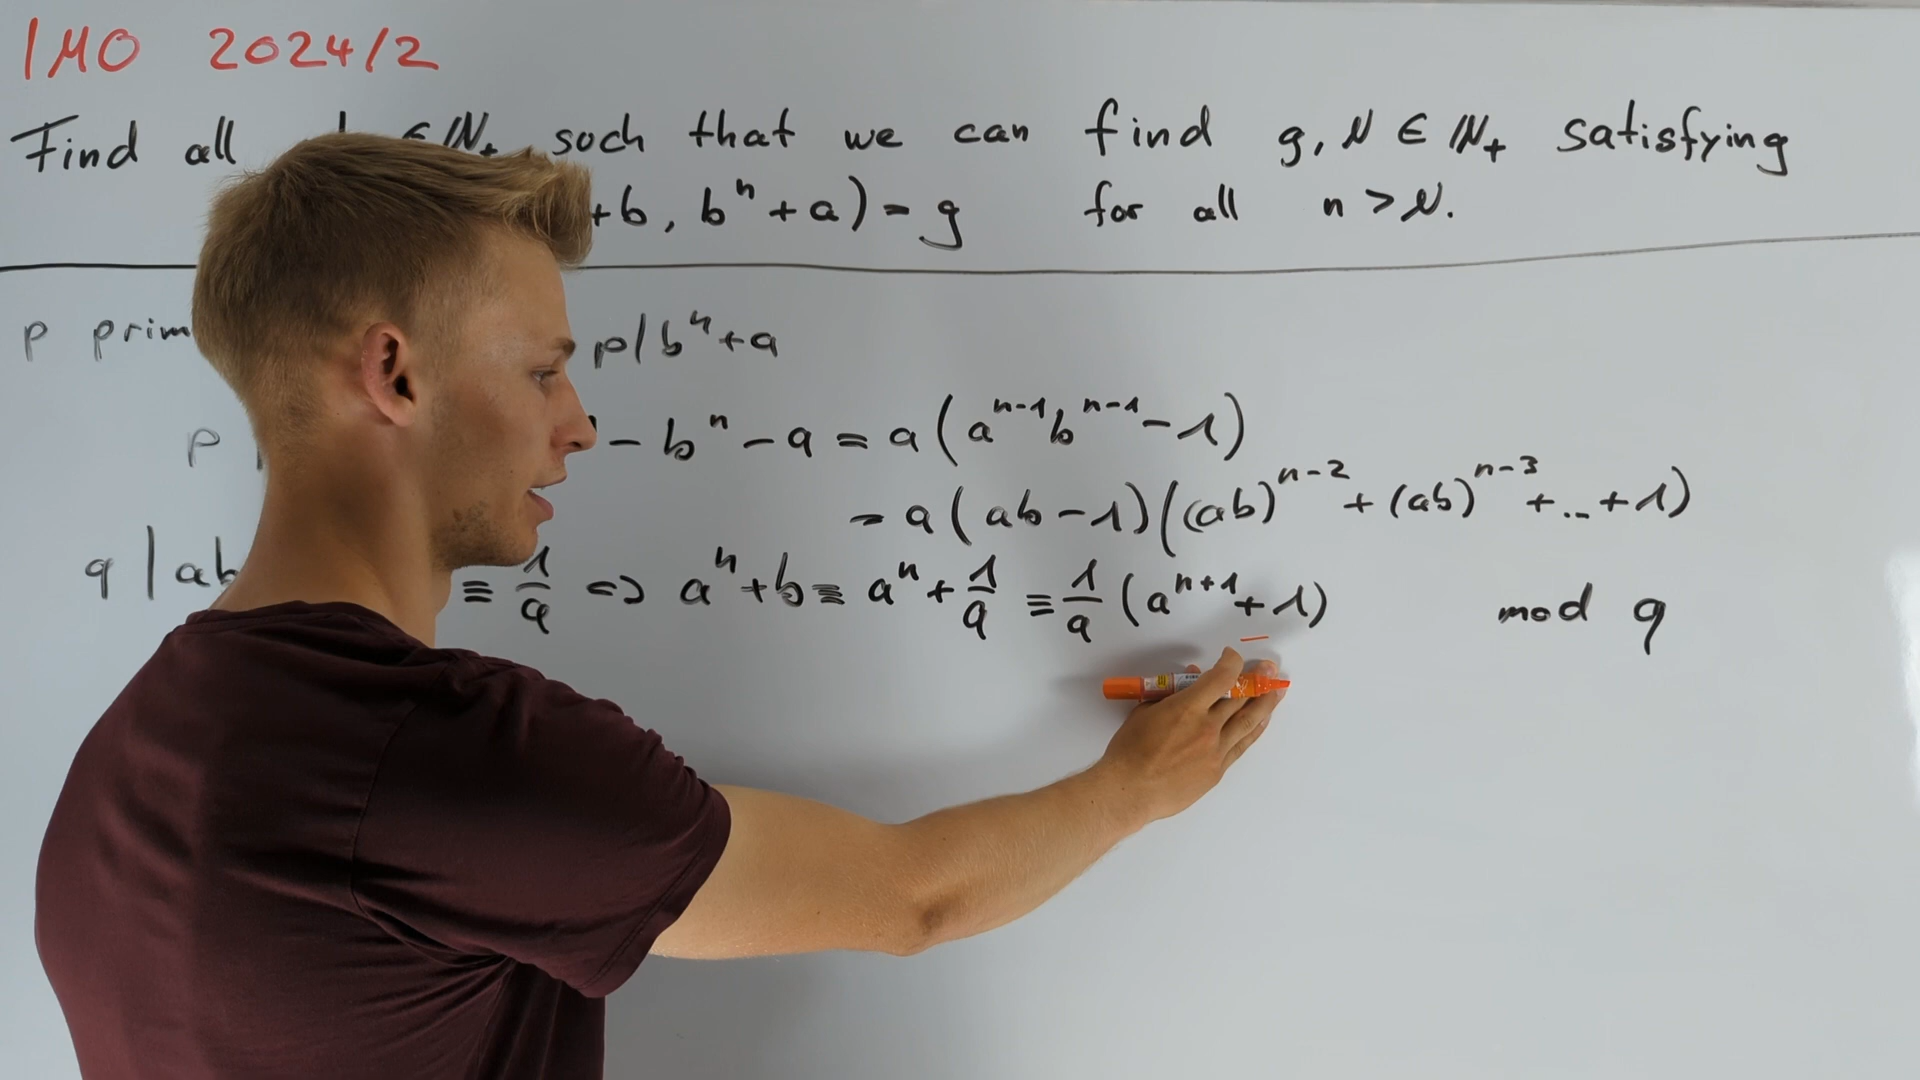 IMO 2024/2
Find all ∈ ℕ₊ such that we can find g, N ∈ ℕ₊ satisfying
+b, bⁿ+a) = g for all n > N.
p prim p|bⁿ+a
p - bⁿ - a = a(aⁿ⁻¹bⁿ⁻¹ - 1)
= a(ab-1)((ab)ⁿ⁻² + (ab)ⁿ⁻³ + ... + 1)
q | ab ≡ 1/a => aⁿ+b ≡ aⁿ + 1/a ≡ 1/a (aⁿ⁺¹+1) mod q